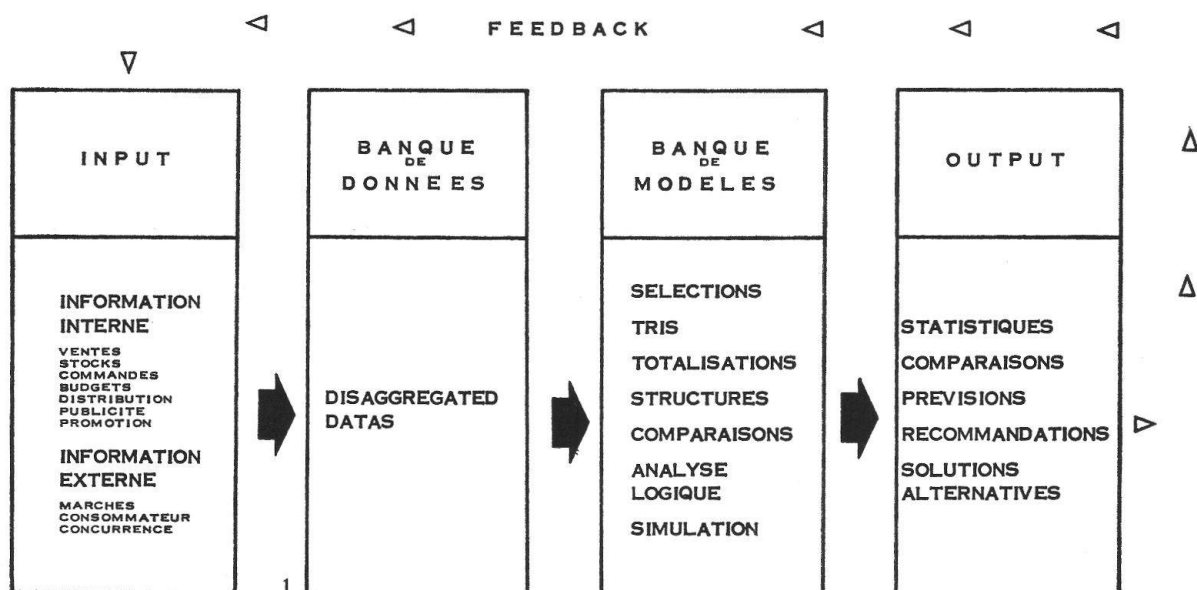 FEEDBACK
INPUT
INFORMATION
INTERNE
VENTES
STOCKS
COMMANDES
BUDGETS
DISTRIBUTION
PUBLICITE
PROMOTION
INFORMATION
EXTERNE
MARCHES
CONSOMMATEUR
CONCURRENCE
1
BANQUE
DE
DONNEES
DISAGGREGATED
DATAS
BANQUE
DE
MODELES
SELECTIONS
TRIS
TOTALISATIONS
STRUCTURES
COMPARAISONS
ANALYSE
LOGIQUE
SIMULATION
OUTPUT
STATISTIQUES
COMPARAISONS
PREVISIONS
RECOMMANDATIONS
SOLUTIONS
ALTERNATIVES